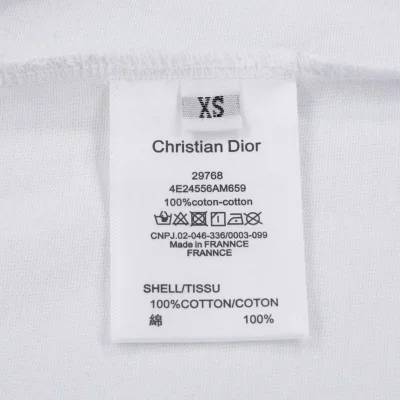 XS
Christian Dior
29768
4E24556AM659
100%coton-cotton
CNPJ.02-046-336/0003-099
Made in FRANNCE
FRANNCE
SHELL/TISSU
100%COTTON/COTON
綿 100%